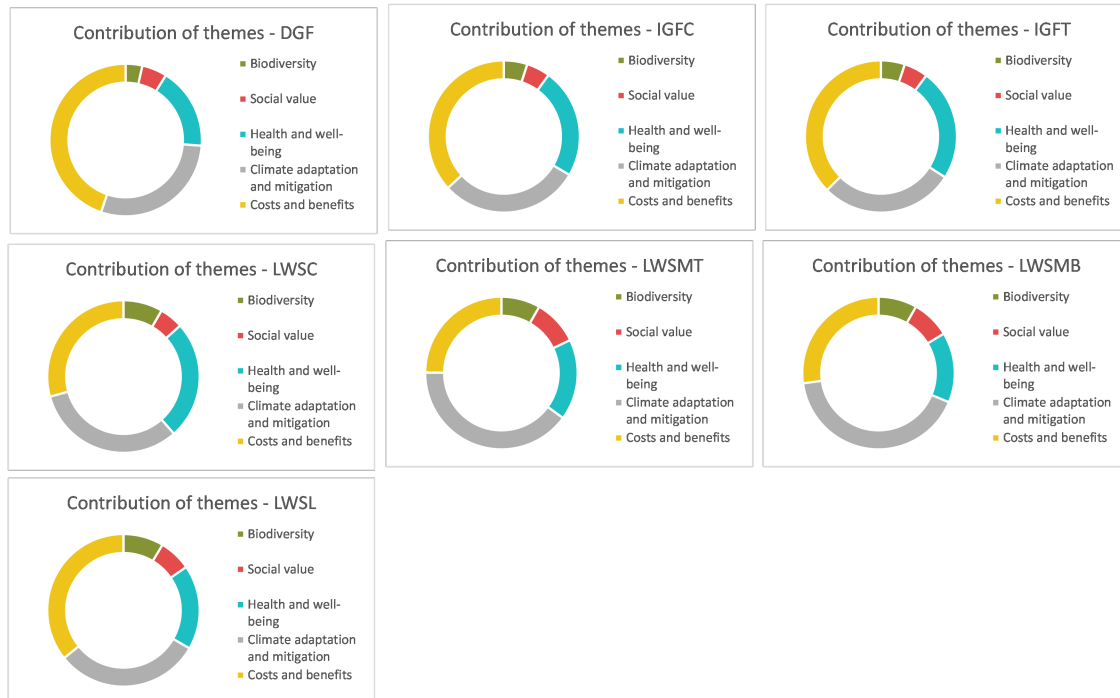 Contribution of themes - DGF
Biodiversity
Social value
Health and well-
being
Climate adaptation
and mitigation
Costs and benefits
Contribution of themes - IGFC
Biodiversity
Social value
Health and well-
being
Climate adaptation
and mitigation
Costs and benefits
Contribution of themes - IGFT
Biodiversity
Social value
Health and well-
being
Climate adaptation
and mitigation
Costs and benefits
Contribution of themes - LWSC
Biodiversity
Social value
Health and well-
being
Climate adaptation
and mitigation
Costs and benefits
Contribution of themes - LWSMT
Biodiversity
Social value
Health and well-
being
Climate adaptation
and mitigation
Costs and benefits
Contribution of themes - LWSMB
Biodiversity
Social value
Health and well-
being
Climate adaptation
and mitigation
Costs and benefits
Contribution of themes - LWSL
Biodiversity
Social value
Health and well-
being
Climate adaptation
and mitigation
Costs and benefits